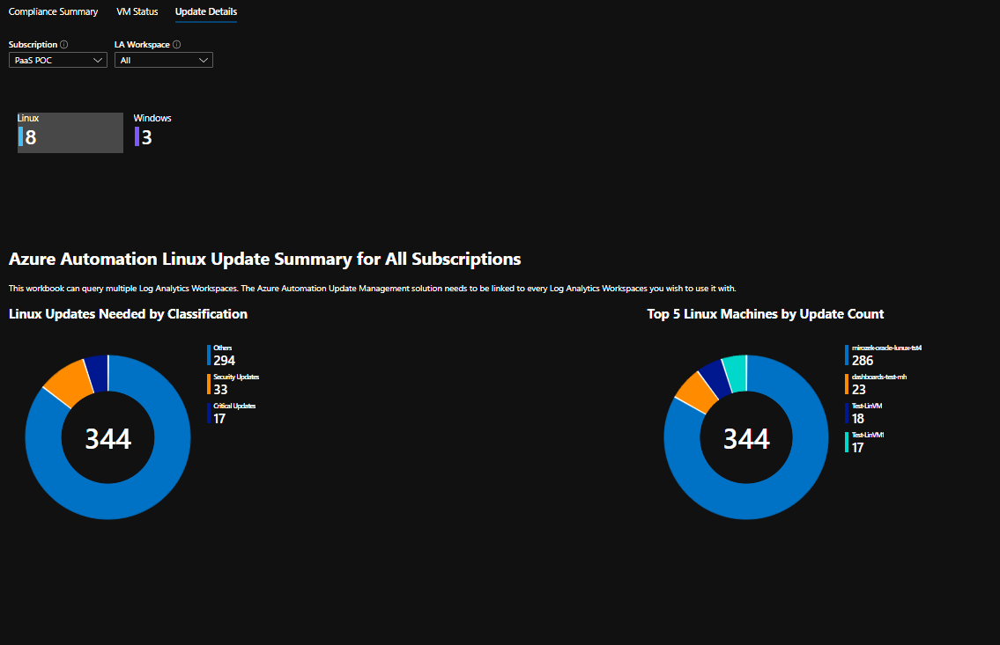 Compliance Summary VM Status Update Details
Subscription LA Workspace
PaaS POC All
Linux Windows
8 3
Azure Automation Linux Update Summary for All Subscriptions
This workbook can query multiple Log Analytics Workspaces. The Azure Automation Update Management solution needs to be linked to every Log Analytics Workspaces you wish to use it with.
Linux Updates Needed by Classification
344
Others
294
Security Updates
33
Critical Updates
17
Top 5 Linux Machines by Update Count
344
mirozek-oracle-lunux-tst4
286
dashboards-test-mh
23
Test-LinVM
18
Test-LinVM1
17